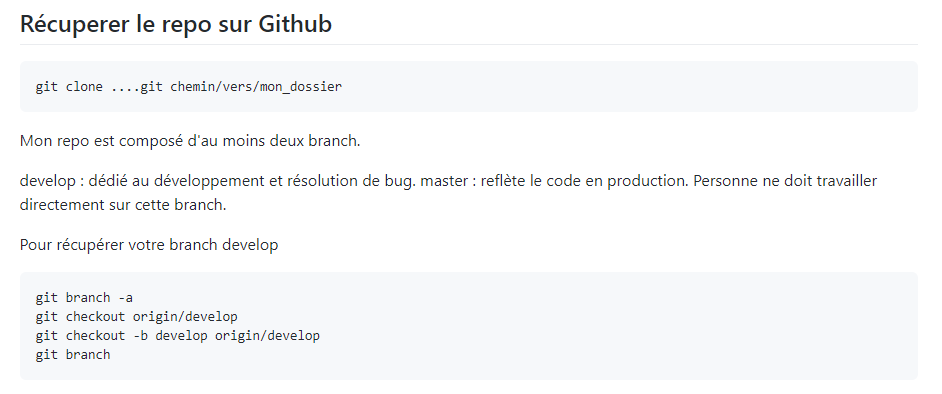 Récuperer le repo sur Github
git clone ....git chemin/vers/mon_dossier
Mon repo est composé d'au moins deux branch.
develop : dédié au développement et résolution de bug. master : reflète le code en production. Personne ne doit travailler
directement sur cette branch.
Pour récupérer votre branch develop
git branch -a
git checkout origin/develop
git checkout -b develop origin/develop
git branch